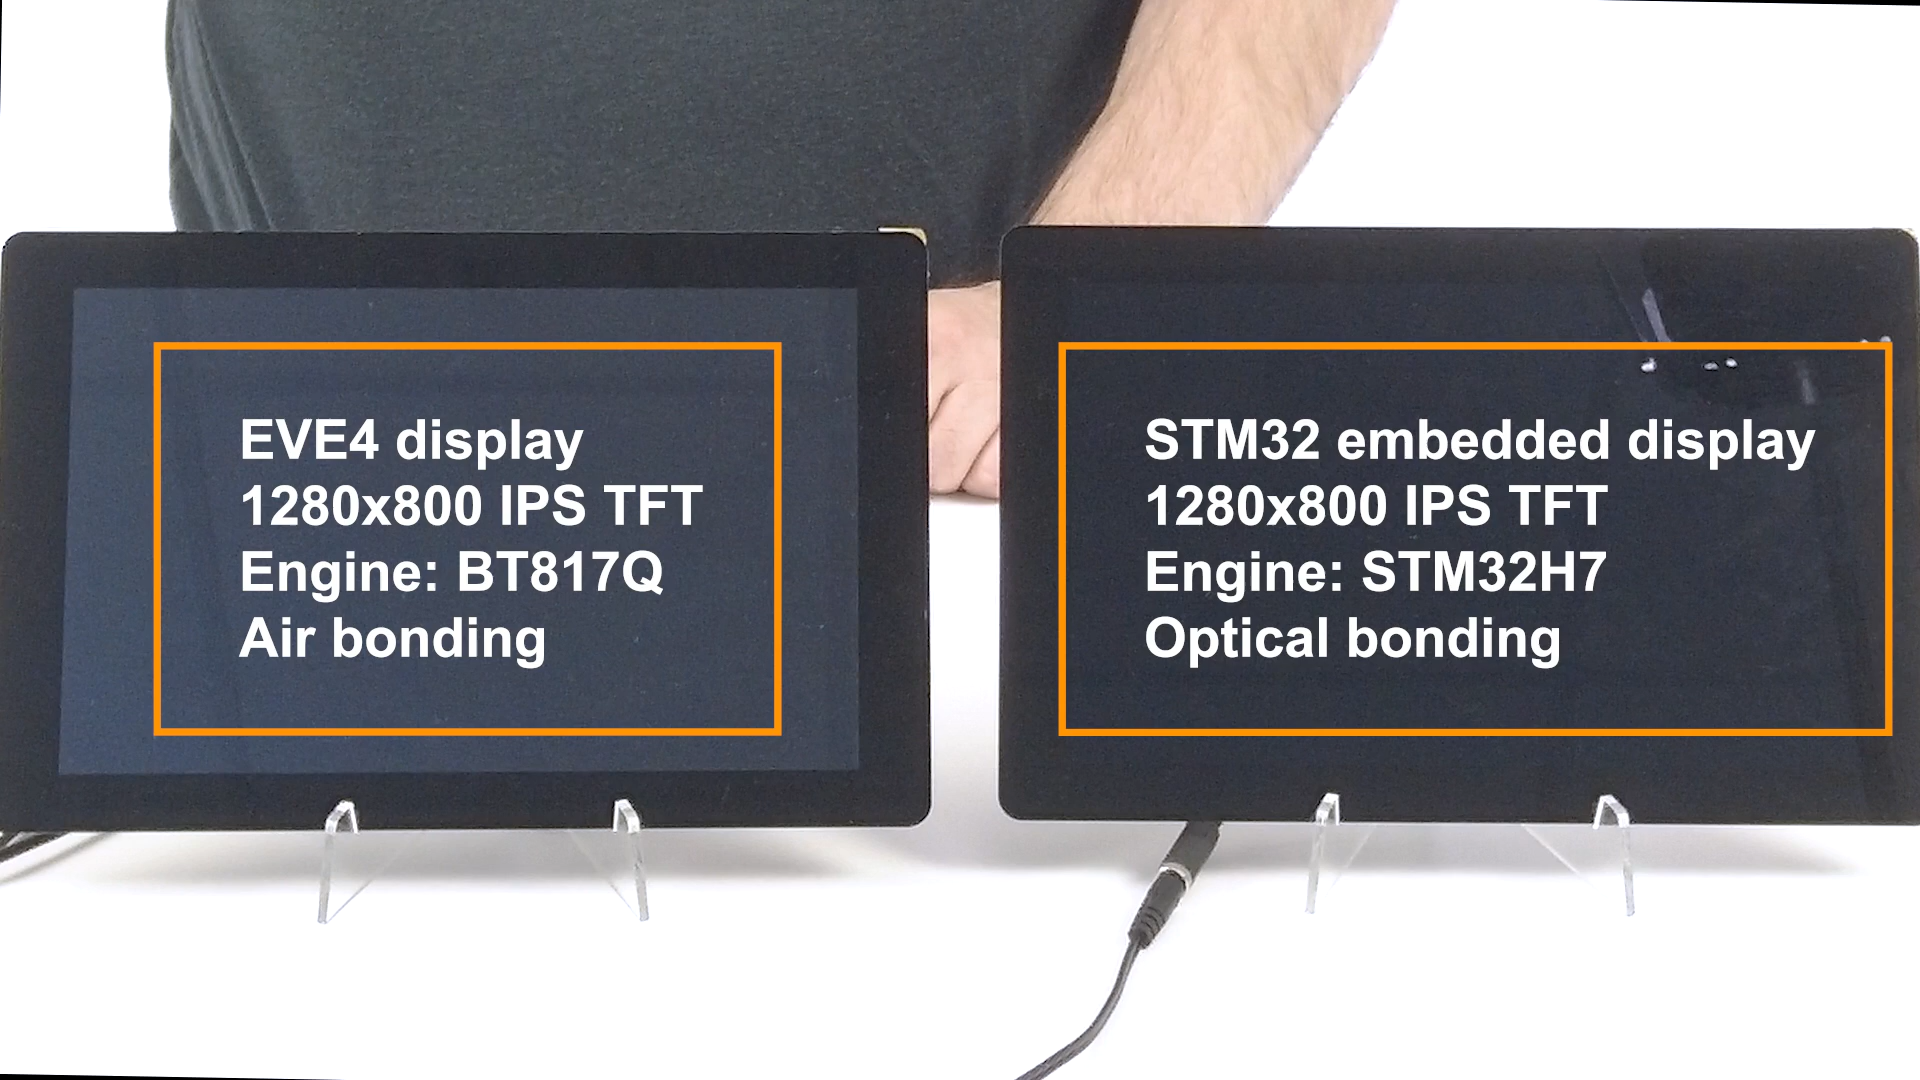 EVE4 display
1280x800 IPS TFT
Engine: BT817Q
Air bonding
STM32 embedded display
1280x800 IPS TFT
Engine: STM32H7
Optical bonding